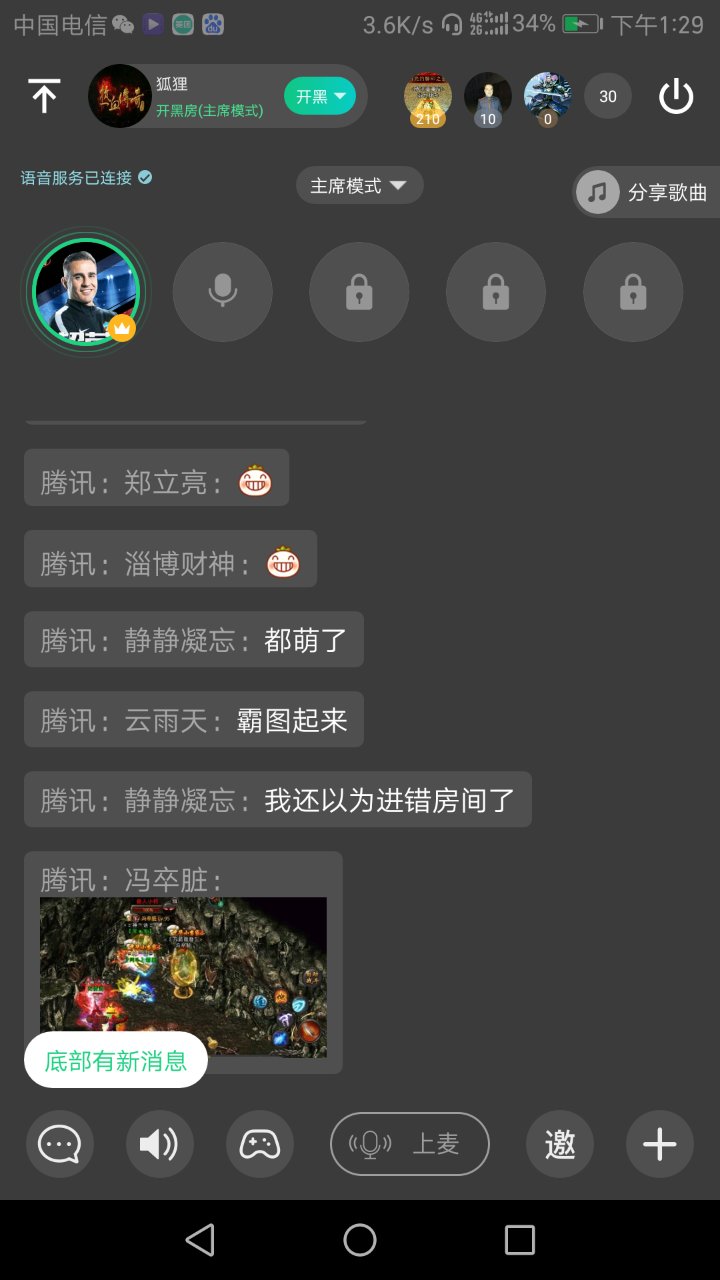 中国电信 3.6K/s 4G 2G 34% 下午1:29
狐狸
开黑房(主席模式)
开黑
210 10 0 30
语音服务已连接
主席模式
分享歌曲
腾讯：郑立亮：
腾讯：淄博财神：
腾讯：静静凝忘：都萌了
腾讯：云雨天：霸图起来
腾讯：静静凝忘：我还以为进错房间了
腾讯：冯卒脏：
底部有新消息
上麦
邀